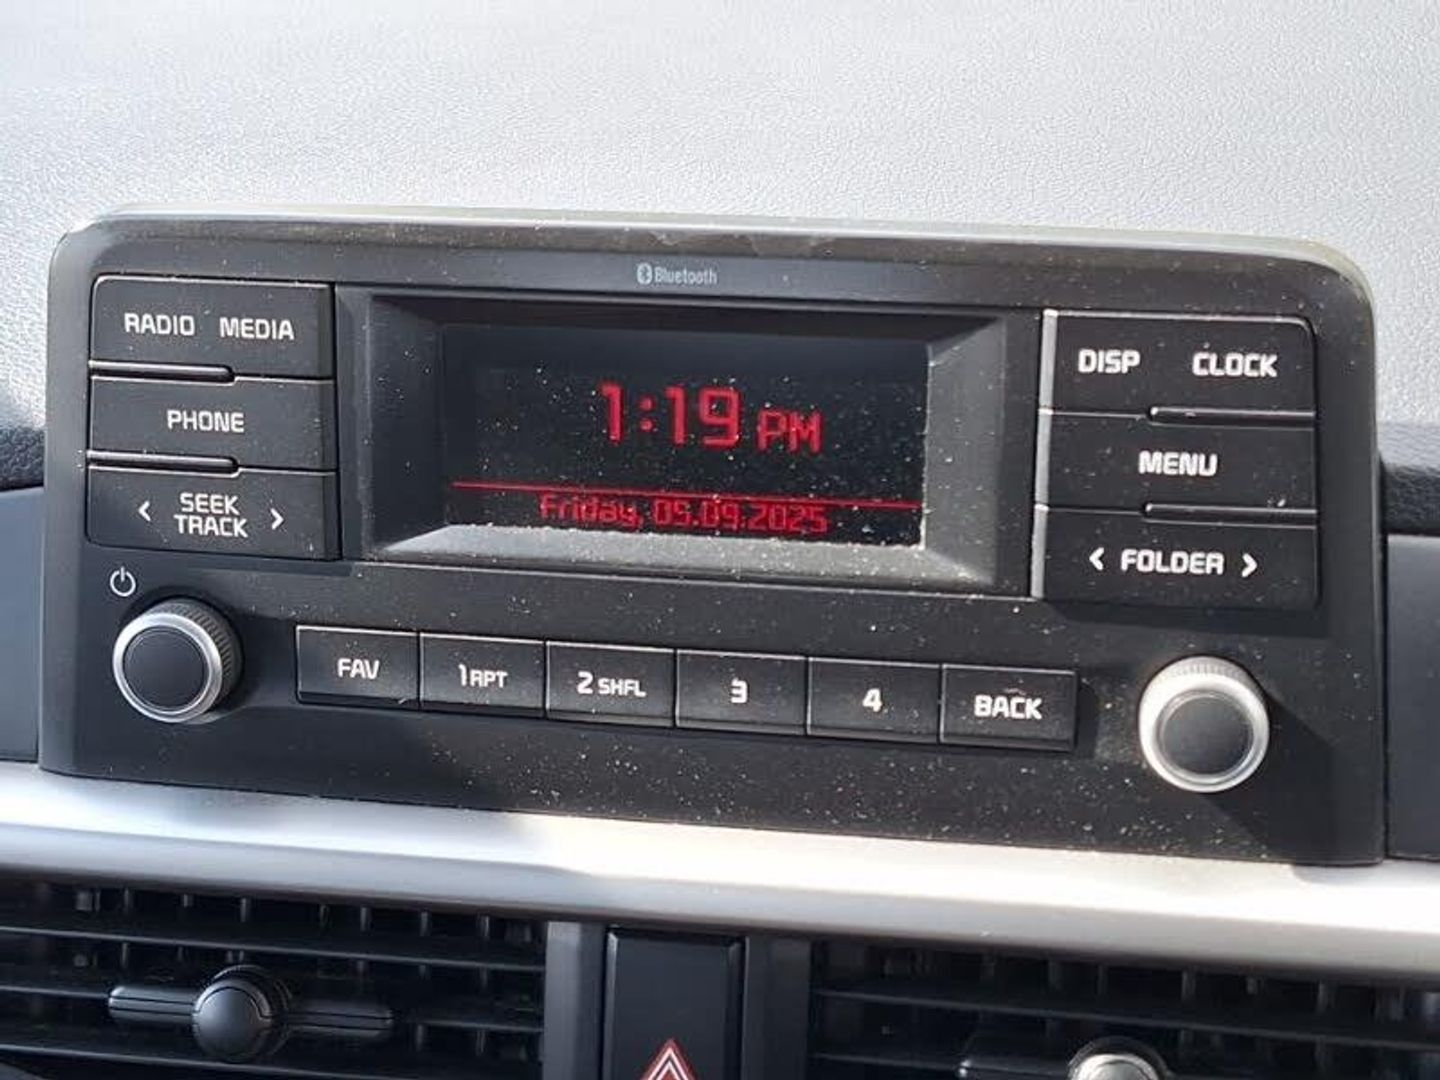 Bluetooth
RADIO MEDIA
PHONE
< SEEK TRACK >
1:19 PM
Friday, 05.09.2025
DISP CLOCK
MENU
< FOLDER >
FAV 1 RPT 2 SHFL 3 4 BACK